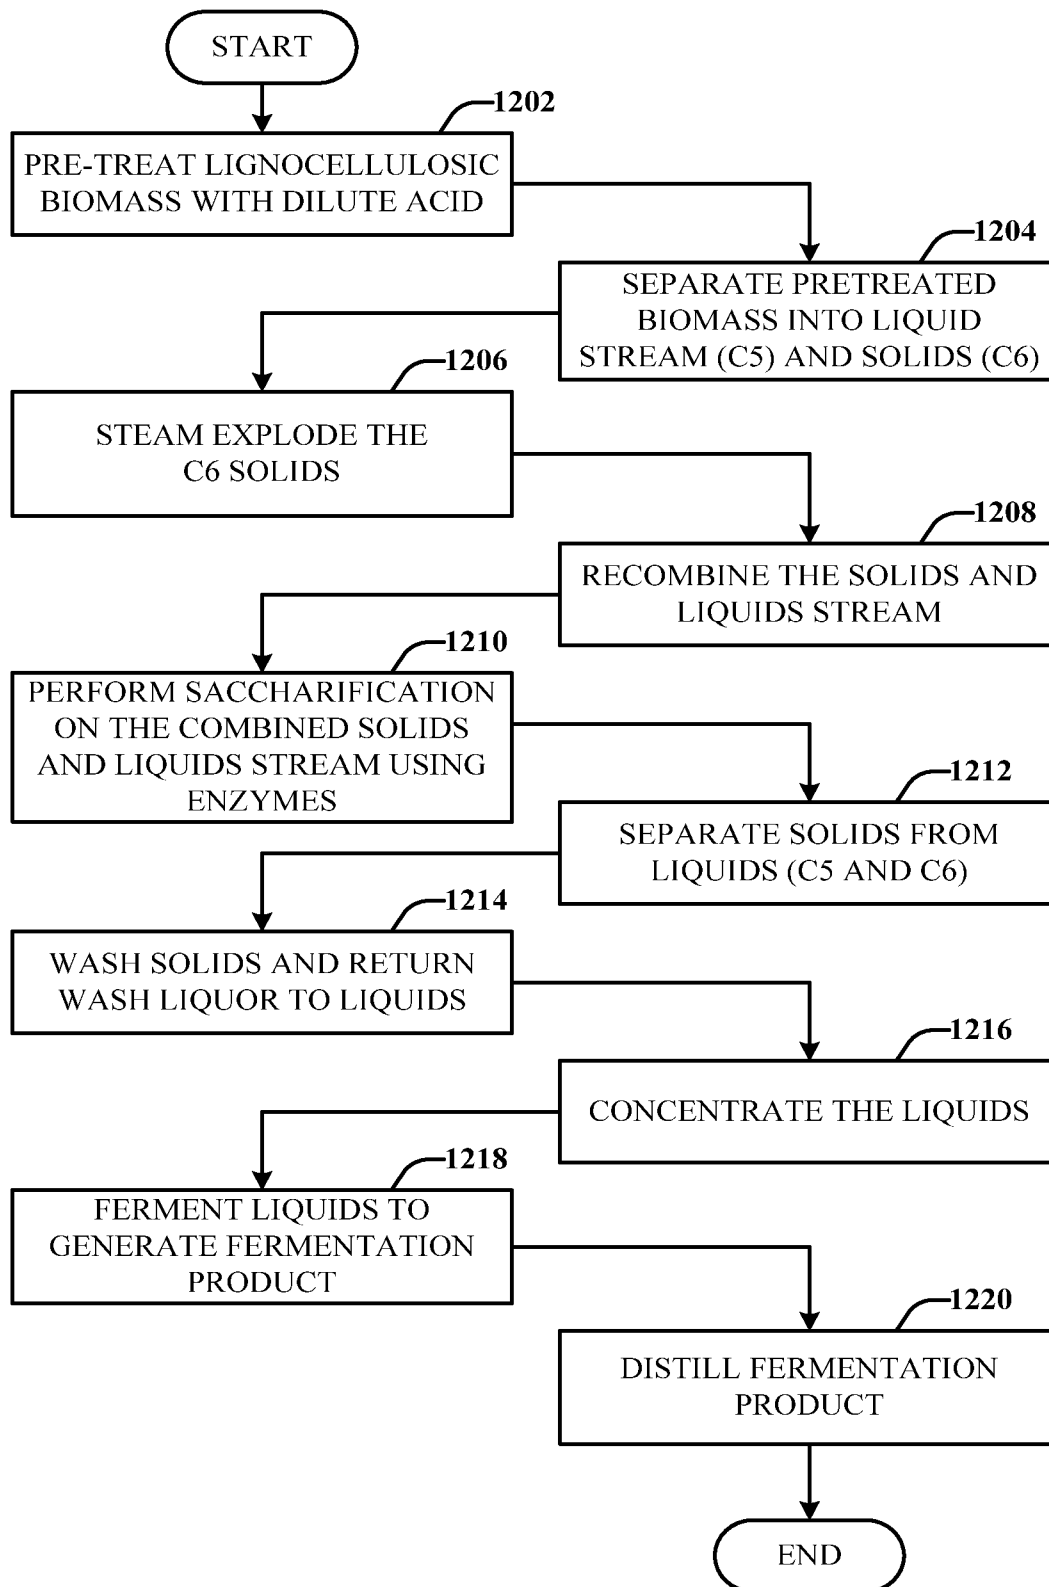 START
1202
PRE-TREAT LIGNOCELLULOSIC
BIOMASS WITH DILUTE ACID
1204
SEPARATE PRETREATED
BIOMASS INTO LIQUID
STREAM (C5) AND SOLIDS (C6)
1206
STEAM EXPLODE THE
C6 SOLIDS
1208
RECOMBINE THE SOLIDS AND
LIQUIDS STREAM
1210
PERFORM SACCHARIFICATION
ON THE COMBINED SOLIDS
AND LIQUIDS STREAM USING
ENZYMES
1212
SEPARATE SOLIDS FROM
LIQUIDS (C5 AND C6)
1214
WASH SOLIDS AND RETURN
WASH LIQUOR TO LIQUIDS
1216
CONCENTRATE THE LIQUIDS
1218
FERMENT LIQUIDS TO
GENERATE FERMENTATION
PRODUCT
1220
DISTILL FERMENTATION
PRODUCT
END